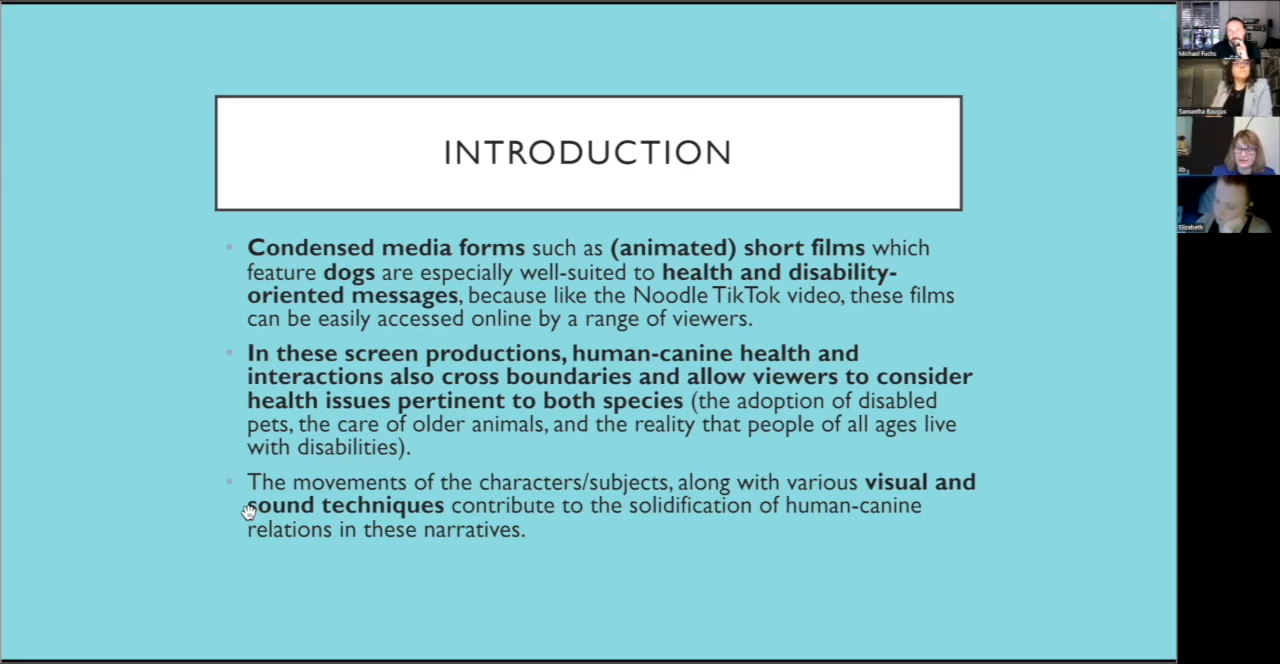 INTRODUCTION
Condensed media forms such as (animated) short films which
feature dogs are especially well-suited to health and disability-
oriented messages, because like the Noodle TikTok video, these films
can be easily accessed online by a range of viewers.
In these screen productions, human-canine health and
interactions also cross boundaries and allow viewers to consider
health issues pertinent to both species (the adoption of disabled
pets, the care of older animals, and the reality that people of all ages live
with disabilities).
The movements of the characters/subjects, along with various visual and
sound techniques contribute to the solidification of human-canine
relations in these narratives.
Michael Fuchs
Samantha Baugus
Elizabeth